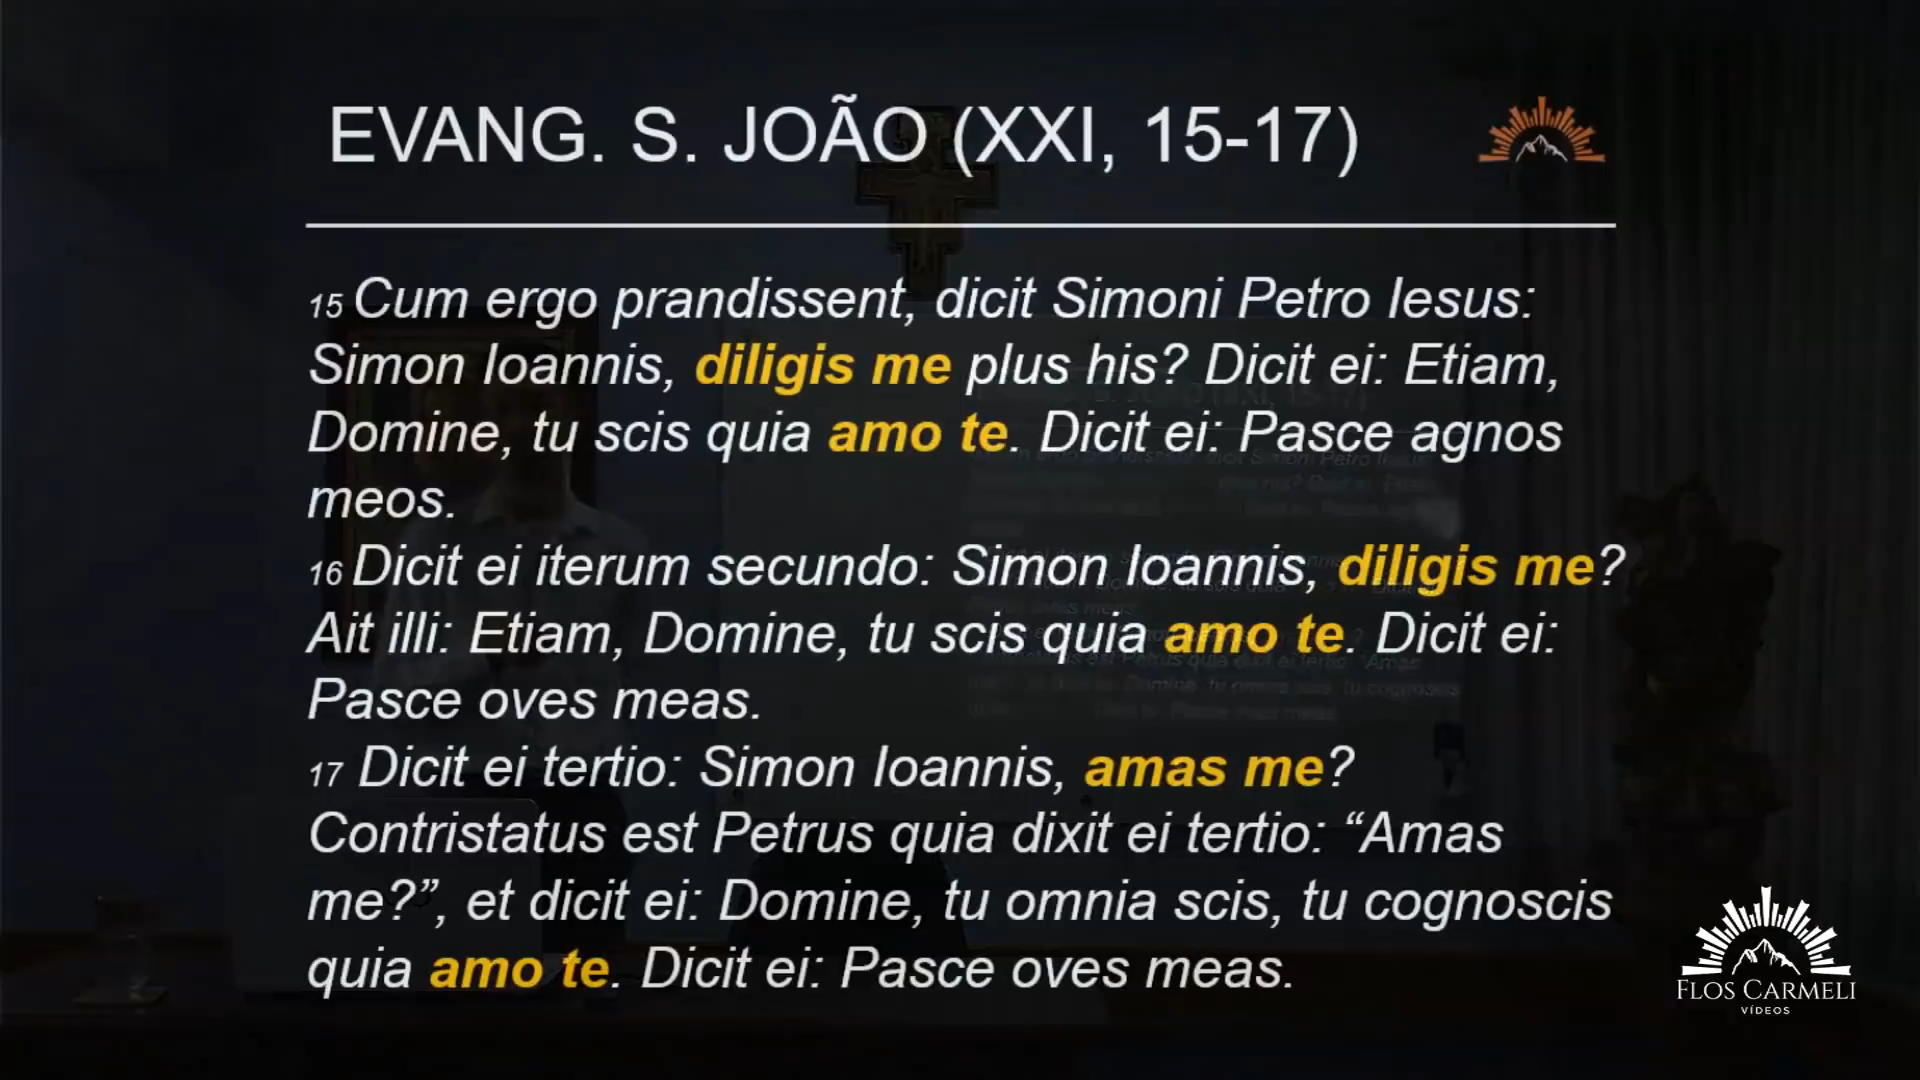 EVANG. S. JOÃO (XXI, 15-17)
15 Cum ergo prandissent, dicit Simoni Petro Iesus:
Simon Ioannis, diligis me plus his? Dicit ei: Etiam,
Domine, tu scis quia amo te. Dicit ei: Pasce agnos
meos.
16 Dicit ei iterum secundo: Simon Ioannis, diligis me?
Ait illi: Etiam, Domine, tu scis quia amo te. Dicit ei:
Pasce oves meas.
17 Dicit ei tertio: Simon Ioannis, amas me?
Contristatus est Petrus quia dixit ei tertio: “Amas
me?”, et dicit ei: Domine, tu omnia scis, tu cognoscis
quia amo te. Dicit ei: Pasce oves meas.
FLOS CARMELI
VÍDEOS